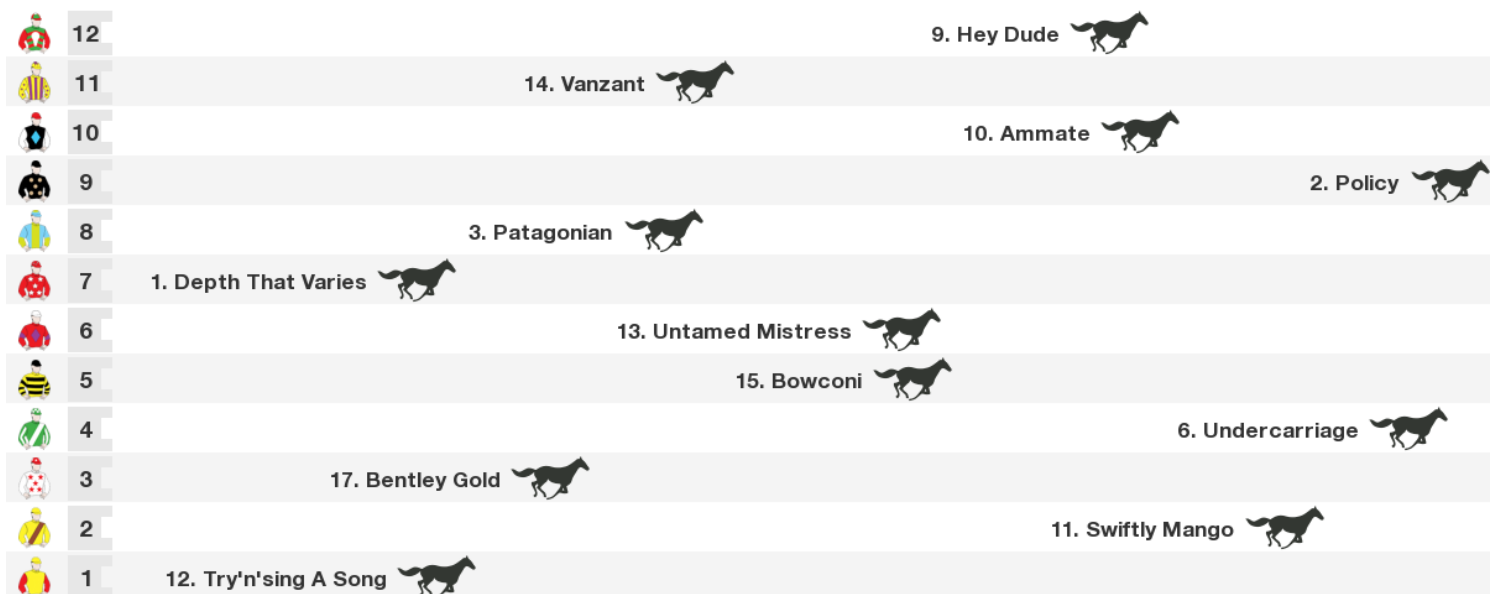 12 9. Hey Dude
11 14. Vanzant
10 10. Ammate
9 2. Policy
8 3. Patagonian
7 1. Depth That Varies
6 13. Untamed Mistress
5 15. Bowconi
4 6. Undercarriage
3 17. Bentley Gold
2 11. Swiftly Mango
1 12. Try'n'sing A Song